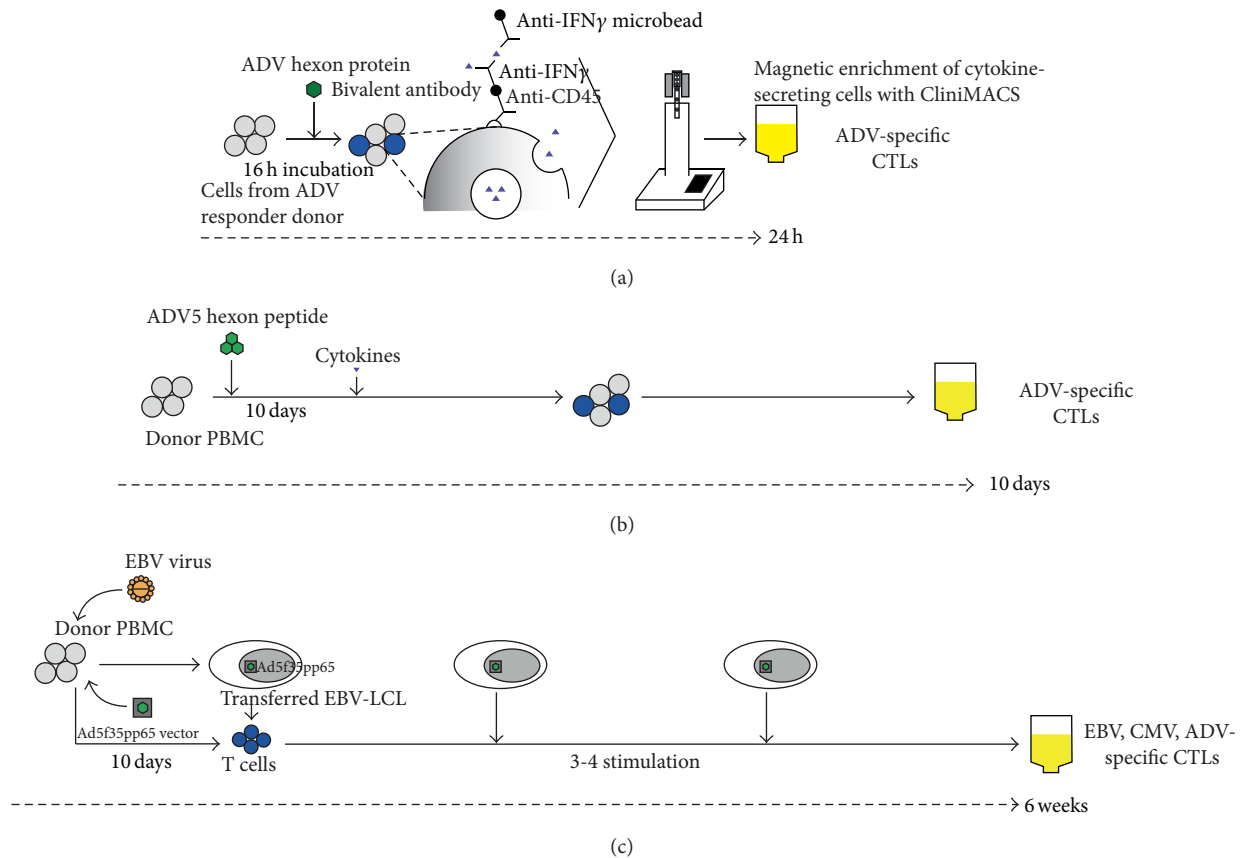 Anti-IFNγ microbead
ADV hexon protein
Bivalent antibody
Anti-IFNγ
Anti-CD45
16 h incubation
Cells from ADV
responder donor
Magnetic enrichment of cytokine-
secreting cells with CliniMACS
ADV-specific
CTLs
24 h
(a)
ADV5 hexon peptide
Cytokines
10 days
Donor PBMC
ADV-specific
CTLs
10 days
(b)
EBV virus
Donor PBMC
Ad5f35pp65
Transferred EBV-LCL
Ad5f35pp65 vector
10 days
T cells
3-4 stimulation
EBV, CMV, ADV-
specific CTLs
6 weeks
(c)